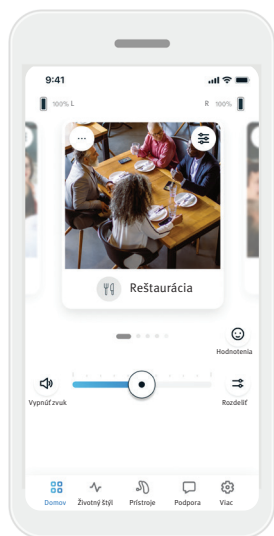 9:41
100% L
R 100%
Reštaurácia
Hodnotenia
Vypnúť zvuk
Rozdeliť
Domov
Životný štýl
Prístroje
Podpora
Viac